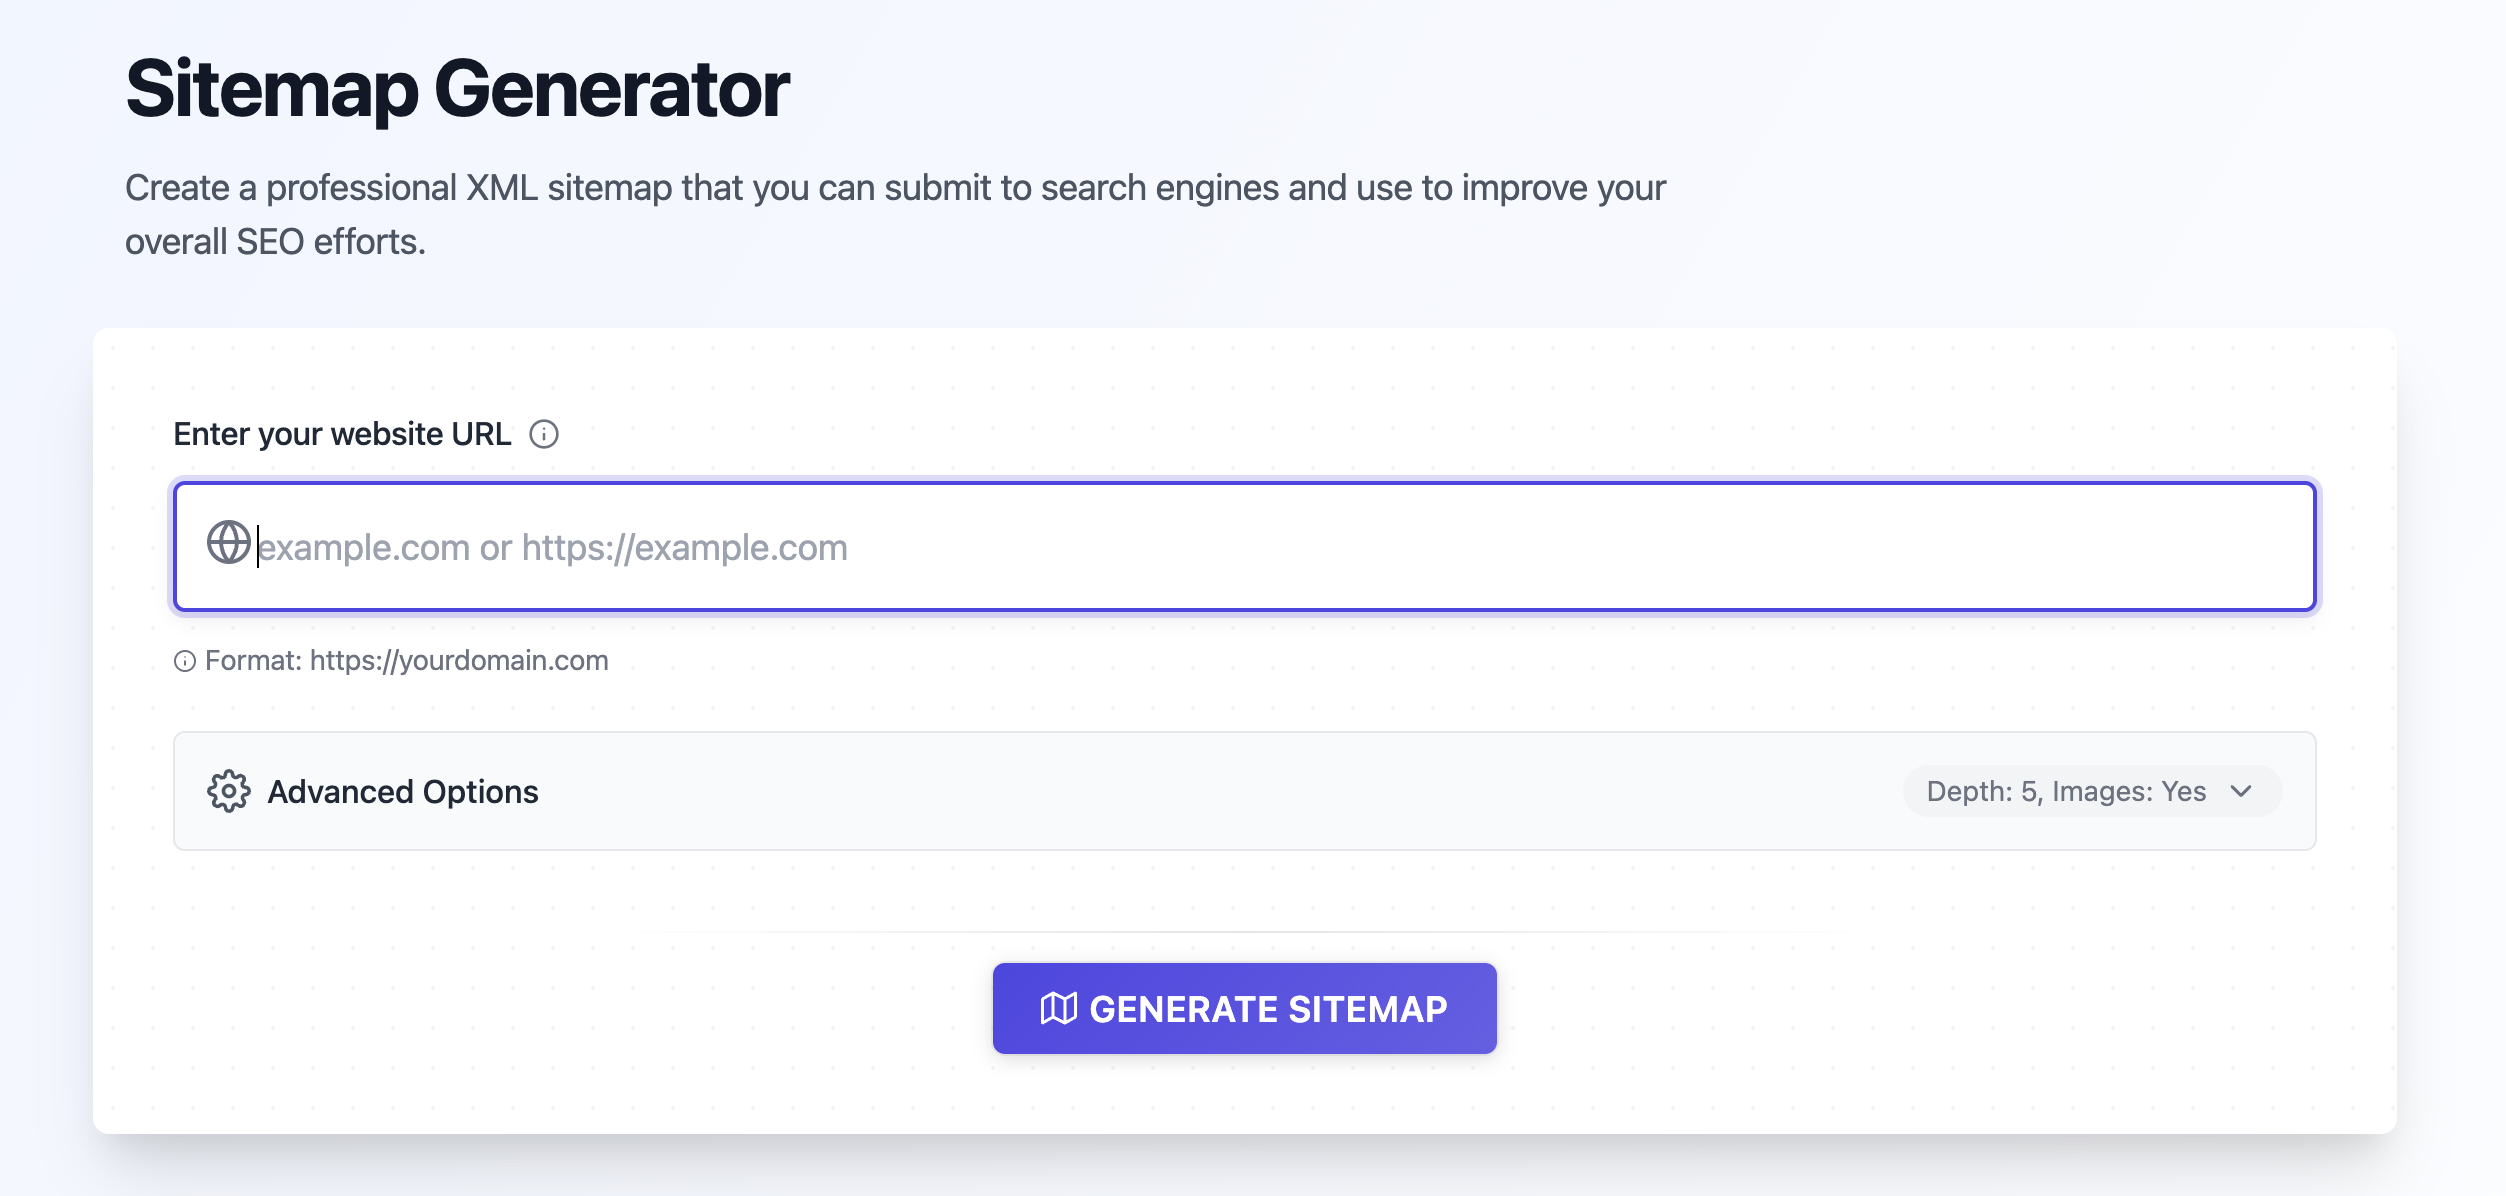 Sitemap Generator
Create a professional XML sitemap that you can submit to search engines and use to improve your
overall SEO efforts.
Enter your website URL
example.com or https://example.com
Format: https://yourdomain.com
Advanced Options
Depth: 5, Images: Yes
GENERATE SITEMAP